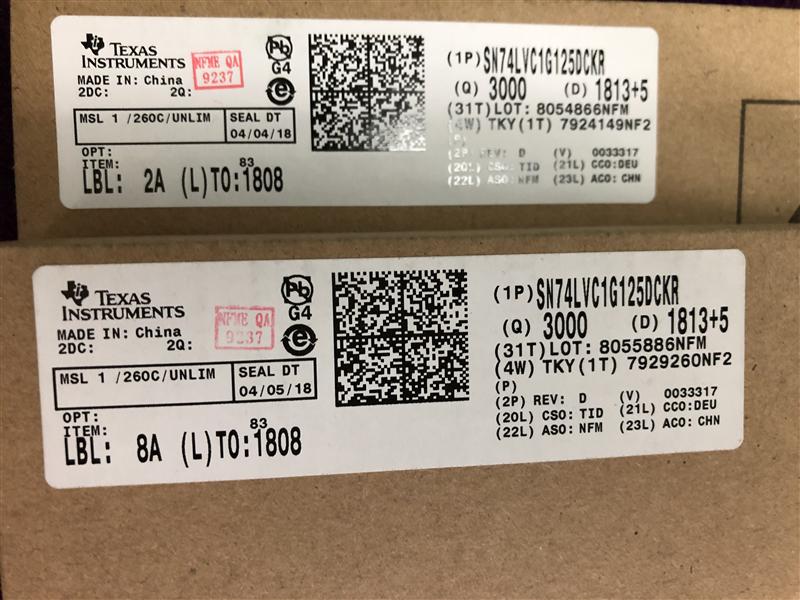 TEXAS INSTRUMENTS
MADE IN: China
2DC: 2Q:
NFME QA
9237
Pb
G4
e
MSL 1 /260C/UNLIM
SEAL DT
04/04/18
OPT:
ITEM:
83
LBL: 2A (L)TO:1808
(1P)SN74LVC1G125DCKR
(Q) 3000 (D) 1813+5
(31T)LOT: 8054866NFM
(4W) TKY(1T) 7924149NF2
(P)
(2P) REV: D (V) 0033317
(20L) CSO: TID (21L) CCO:DEU
(22L) ASO: NFM (23L) ACO: CHN
TEXAS INSTRUMENTS
MADE IN: China
2DC: 2Q:
NFME QA
9237
Pb
G4
e
MSL 1 /260C/UNLIM
SEAL DT
04/05/18
OPT:
ITEM:
83
LBL: 8A (L)TO:1808
(1P)SN74LVC1G125DCKR
(Q) 3000 (D) 1813+5
(31T)LOT: 8055886NFM
(4W) TKY(1T) 7929260NF2
(P)
(2P) REV: D (V) 0033317
(20L) CSO: TID (21L) CCO:DEU
(22L) ASO: NFM (23L) ACO: CHN